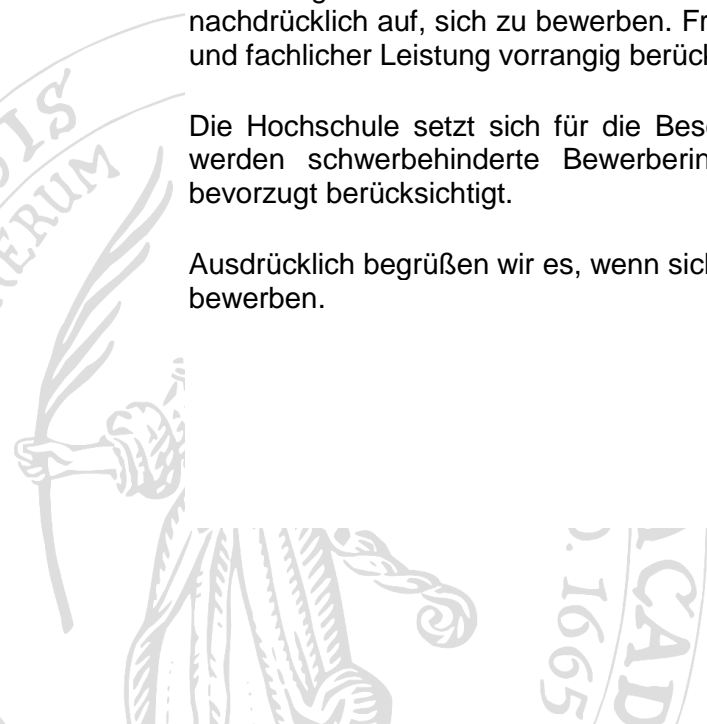 nachdrücklich auf, sich zu bewerben.
und fachlicher Leistung vorrangig
Die Hochschule setzt sich für die
werden schwerbehinderte
bevorzugt berücksichtigt.
Ausdrücklich begrüßen wir es, wenn
bewerben.
1665